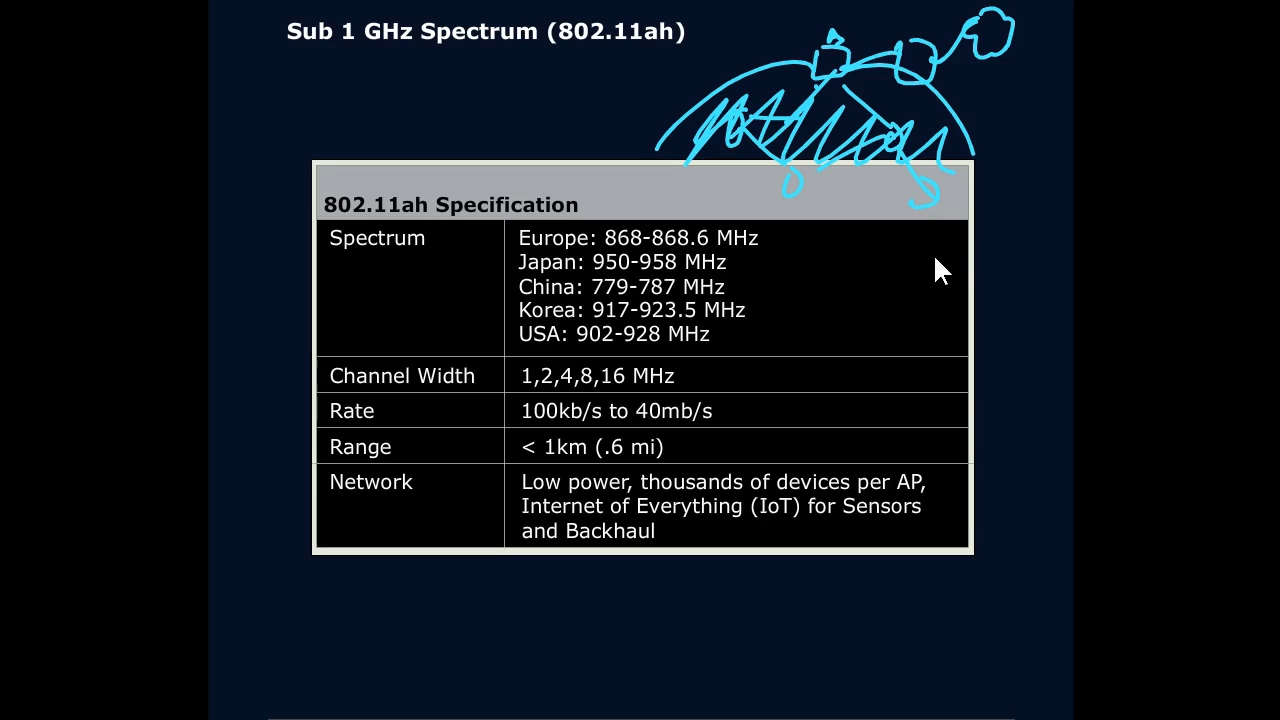 Sub 1 GHz Spectrum (802.11ah)
802.11ah Specification
Spectrum
Europe: 868-868.6 MHz
Japan: 950-958 MHz
China: 779-787 MHz
Korea: 917-923.5 MHz
USA: 902-928 MHz
Channel Width
1,2,4,8,16 MHz
Rate
100kb/s to 40mb/s
Range
< 1km (.6 mi)
Network
Low power, thousands of devices per AP,
Internet of Everything (IoT) for Sensors
and Backhaul